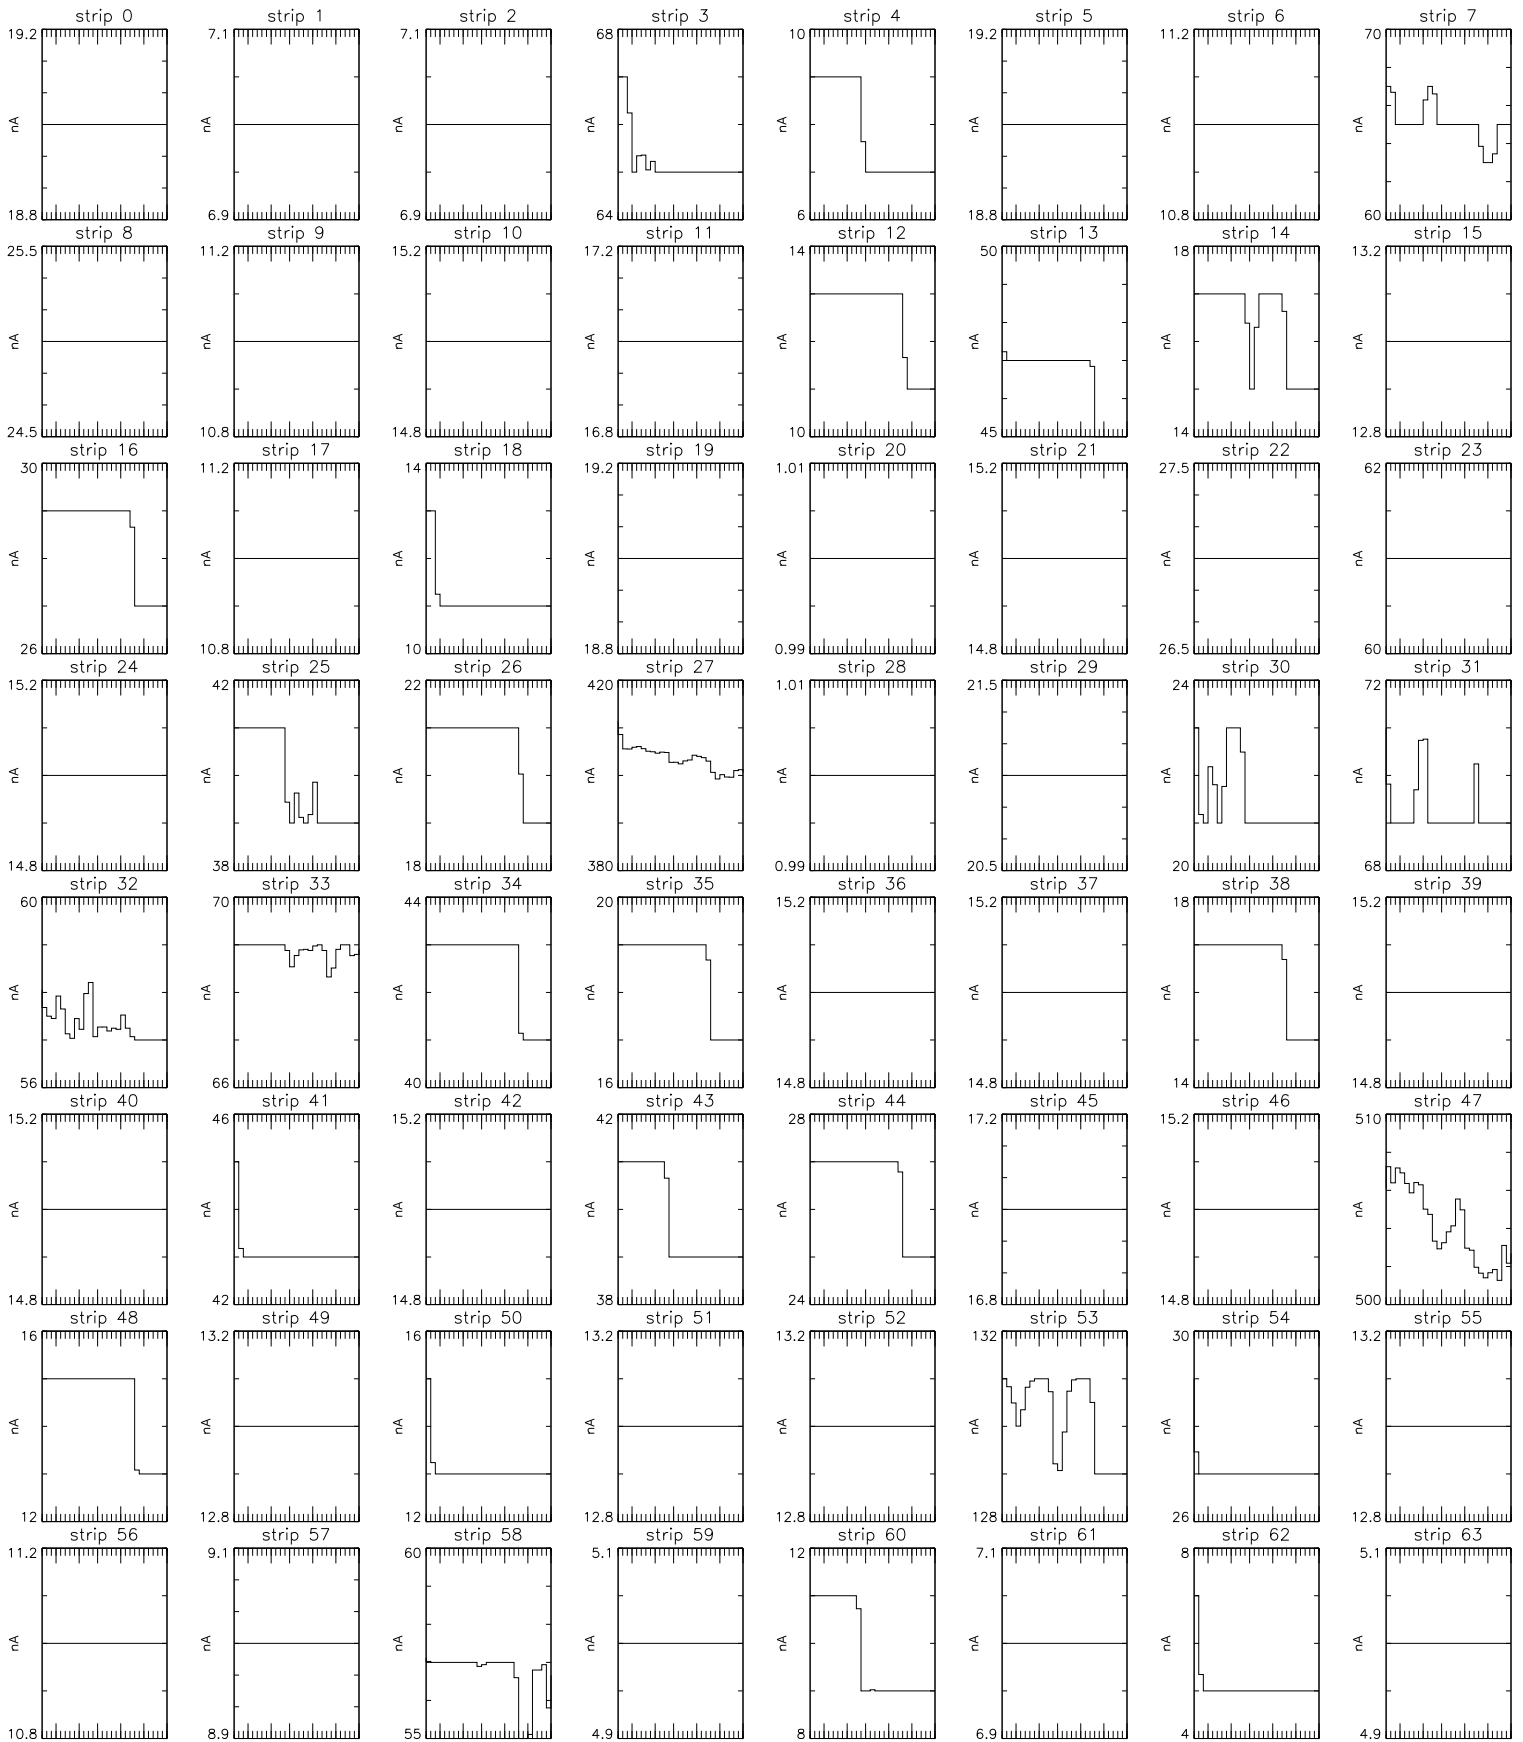 strip 0 strip 1 strip 2 strip 3 strip 4 strip 5 strip 6 strip 7
19.2 7.1 7.1 68 10 19.2 11.2 70
nA nA nA nA nA nA nA nA
18.8 6.9 6.9 64 6 18.8 10.8 60
strip 8 strip 9 strip 10 strip 11 strip 12 strip 13 strip 14 strip 15
25.5 11.2 15.2 17.2 14 50 18 13.2
nA nA nA nA nA nA nA nA
24.5 10.8 14.8 16.8 10 45 14 12.8
strip 16 strip 17 strip 18 strip 19 strip 20 strip 21 strip 22 strip 23
30 11.2 14 19.2 1.01 15.2 27.5 62
nA nA nA nA nA nA nA nA
26 10.8 10 18.8 0.99 14.8 26.5 60
strip 24 strip 25 strip 26 strip 27 strip 28 strip 29 strip 30 strip 31
15.2 42 22 420 1.01 21.5 24 72
nA nA nA nA nA nA nA nA
14.8 38 18 380 0.99 20.5 20 68
strip 32 strip 33 strip 34 strip 35 strip 36 strip 37 strip 38 strip 39
60 70 44 20 15.2 15.2 18 15.2
nA nA nA nA nA nA nA nA
56 66 40 16 14.8 14.8 14 14.8
strip 40 strip 41 strip 42 strip 43 strip 44 strip 45 strip 46 strip 47
15.2 46 15.2 42 28 17.2 15.2 510
nA nA nA nA nA nA nA nA
14.8 42 14.8 38 24 16.8 14.8 500
strip 48 strip 49 strip 50 strip 51 strip 52 strip 53 strip 54 strip 55
16 13.2 16 13.2 13.2 132 30 13.2
nA nA nA nA nA nA nA nA
12 12.8 12 12.8 12.8 128 26 12.8
strip 56 strip 57 strip 58 strip 59 strip 60 strip 61 strip 62 strip 63
11.2 9.1 60 5.1 12 7.1 8 5.1
nA nA nA nA nA nA nA nA
10.8 8.9 55 4.9 8 6.9 4 4.9